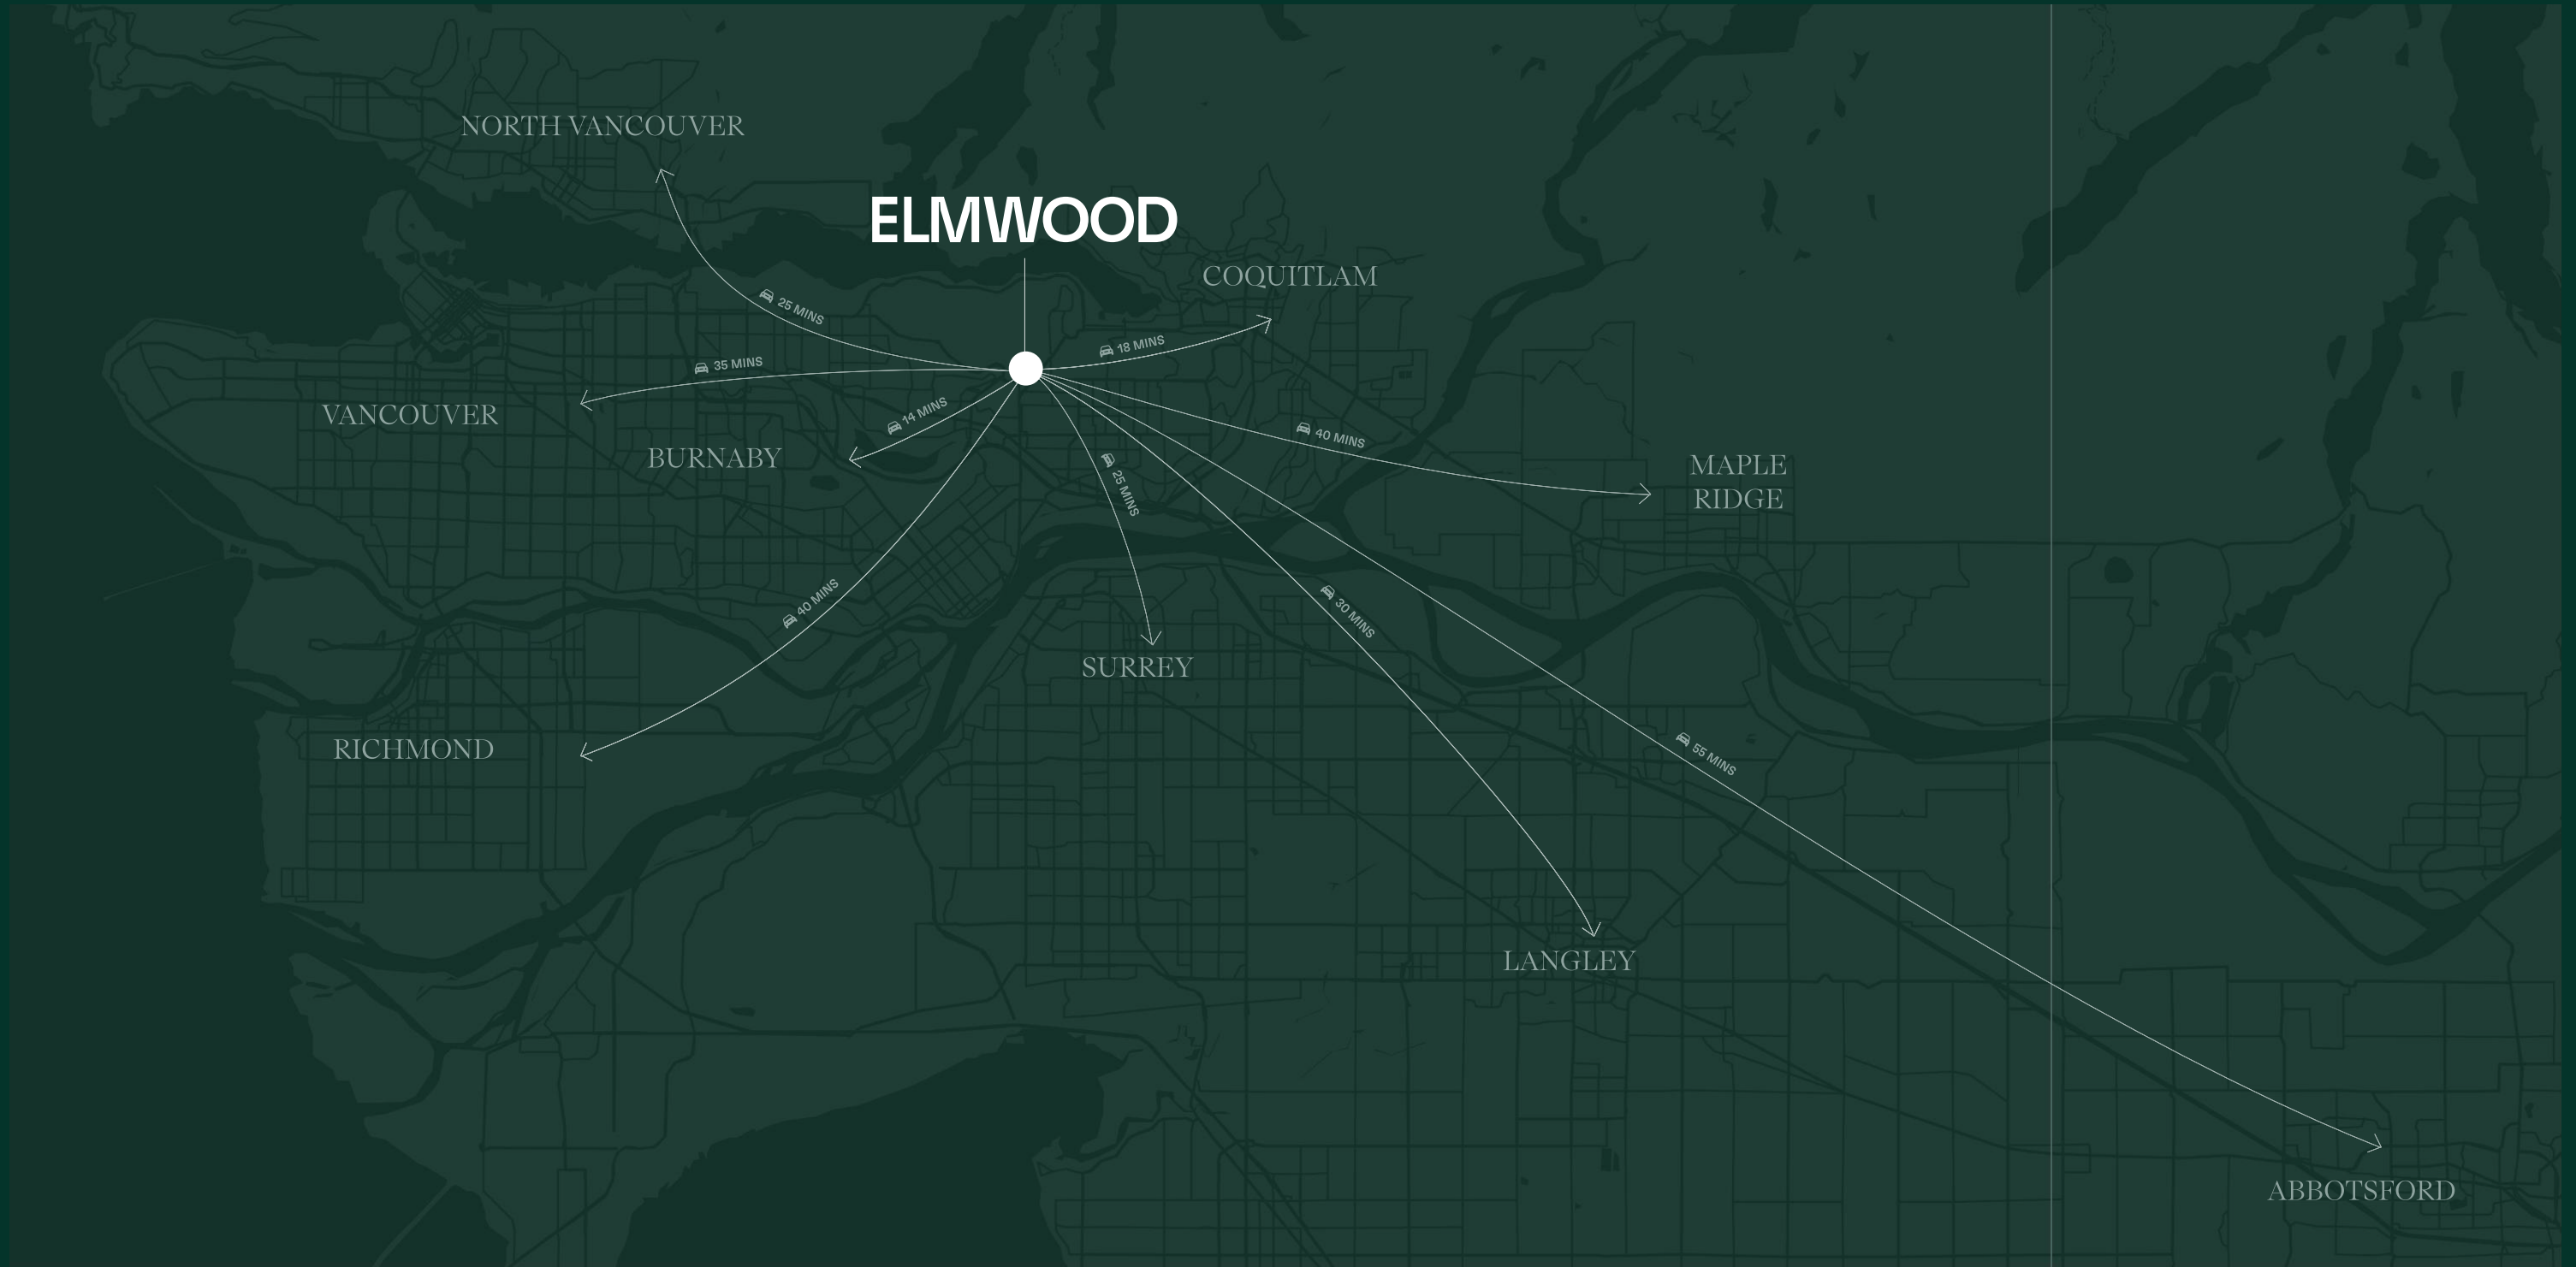 NORTH VANCOUVER
ELMWOOD
COQUITLAM
25 MINS
18 MINS
35 MINS
VANCOUVER
14 MINS
BURNABY
40 MINS
MAPLE
RIDGE
25 MINS
40 MINS
30 MINS
SURREY
RICHMOND
55 MINS
LANGLEY
ABBOTSFORD